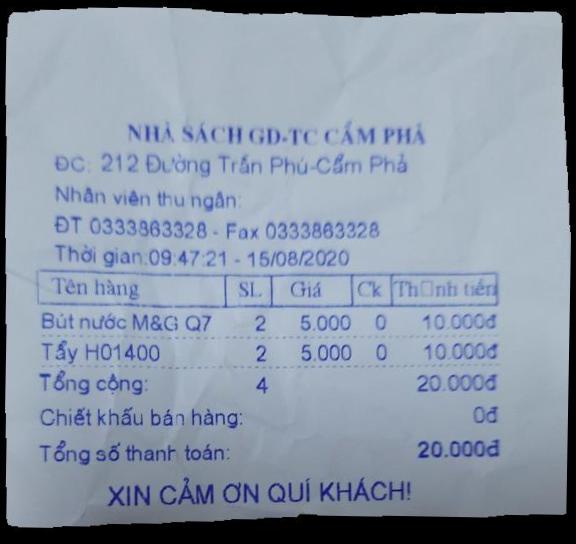 NHÀ SÁCH GD-TC CẨM PHẢ
ĐC: 212 Đường Trần Phú-Cẩm Phả
Nhân viên thu ngân:
ĐT 0333863328 - Fax 0333863328
Thời gian:09:47:21 - 15/08/2020
Tên hàng SL Giá Ck Th□nh tiền
Bút nước M&G Q7 2 5.000 0 10.000đ
Tẩy H01400 2 5.000 0 10.000đ
Tổng cộng: 4 20.000đ
Chiết khấu bán hàng: 0đ
Tổng số thanh toán: 20.000đ
XIN CẢM ƠN QUÍ KHÁCH!